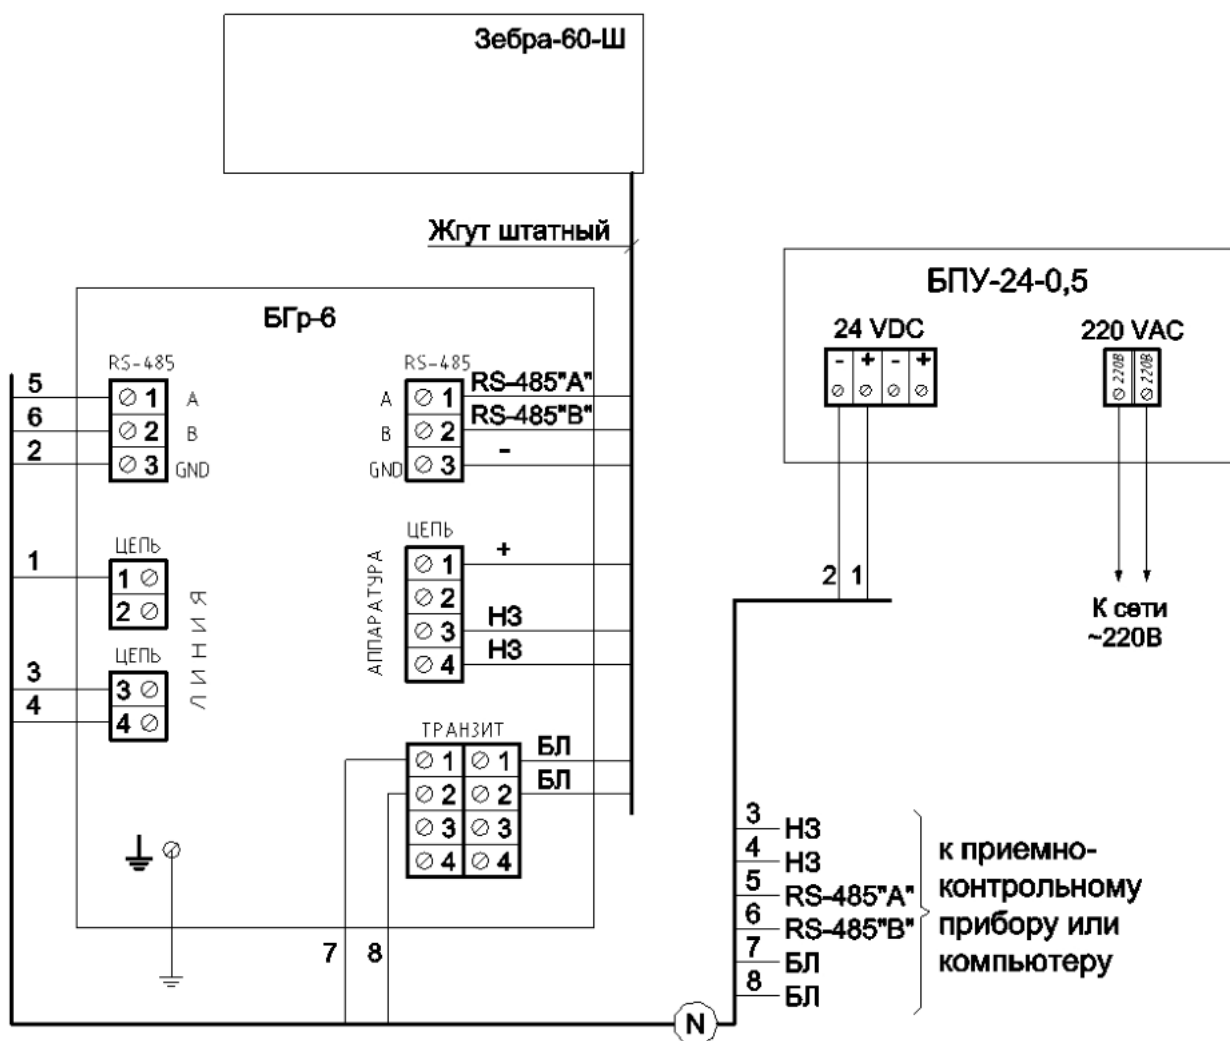 Зебра-60-Ш
Жгут штатный
БГр-6
RS-485
1 A
2 B
3 GND
5
6
2
RS-485
A 1 RS-485"A"
B 2 RS-485"B"
GND 3 -
ЦЕПЬ
1
2
1
ЦЕПЬ
3
4
3
4
ЛИНИЯ
АППАРАТУРА
ЦЕПЬ
1 +
2
3 НЗ
4 НЗ
ТРАНЗИТ
1 1 БЛ
2 2 БЛ
3 3
4 4
7 8
N
БПУ-24-0,5
24 VDC
- + - +
220 VAC
220В 220В
2 1
К сети
~220В
3 НЗ
4 НЗ
5 RS-485"A"
6 RS-485"B"
7 БЛ
8 БЛ
к приемно-
контрольному
прибору или
компьютеру